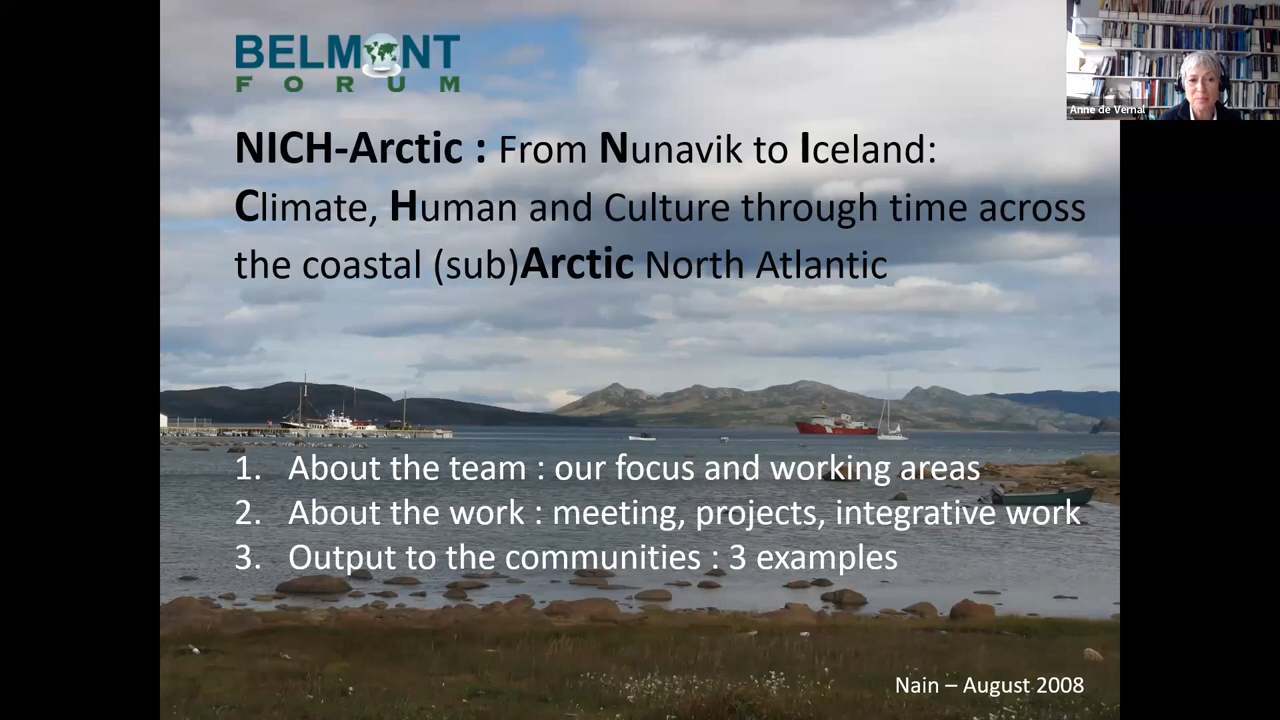 BELMONT
FORUM
Anne de Vernal
NICH-Arctic : From Nunavik to Iceland:
Climate, Human and Culture through time across
the coastal (sub)Arctic North Atlantic
1. About the team : our focus and working areas
2. About the work : meeting, projects, integrative work
3. Output to the communities : 3 examples
Nain – August 2008